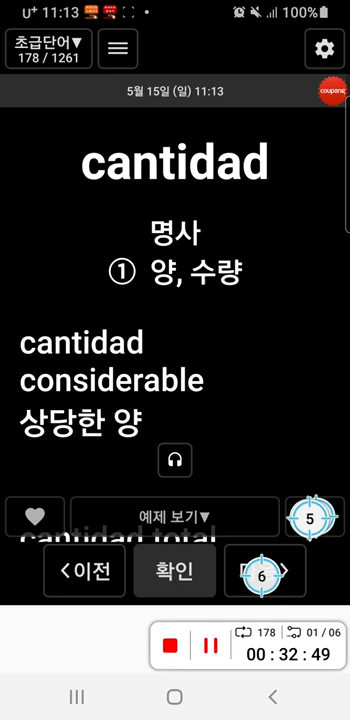 U+ 11:13 100%
초급단어▼
178 / 1261
5월 15일 (일) 11:13
coupang
cantidad
명사
① 양, 수량
cantidad
considerable
상당한 양
예제 보기▼
5
cantidad total
<이전
확인
6
>
178
01 / 06
00 : 32 : 49